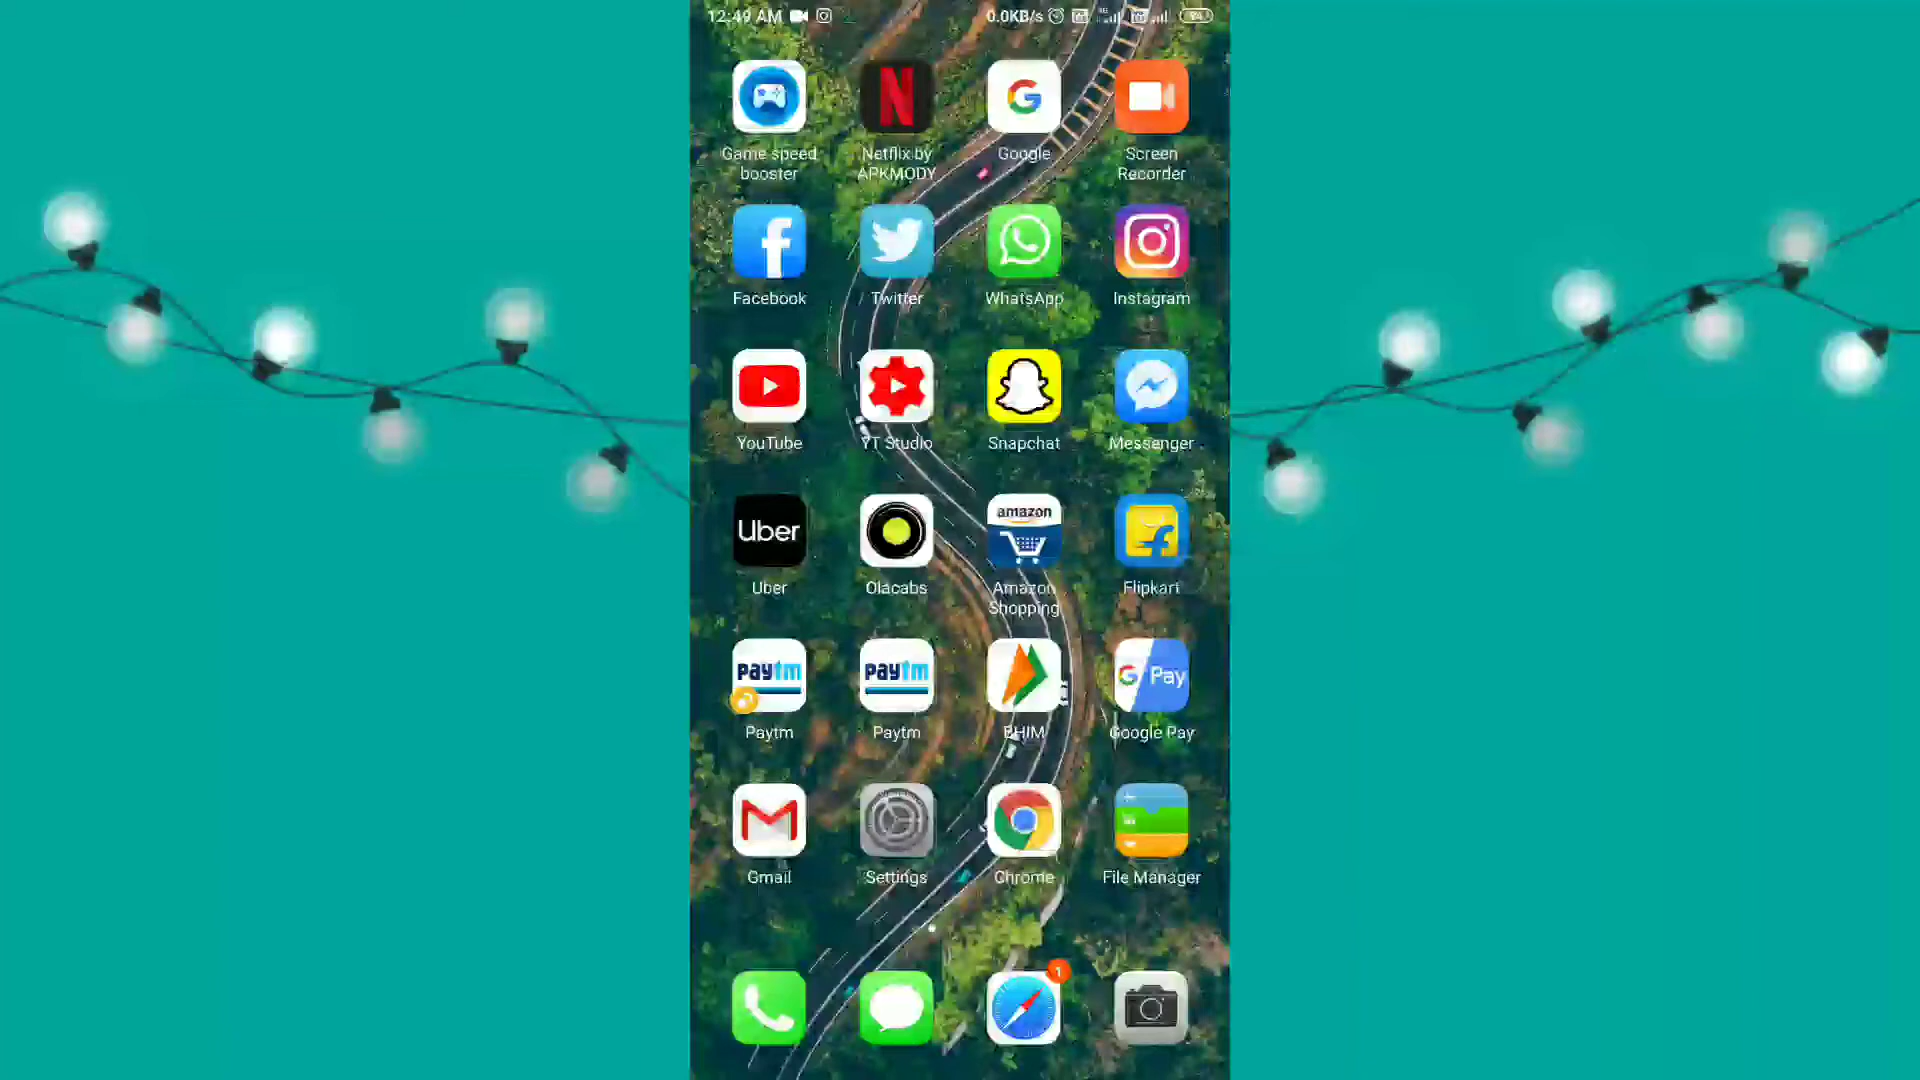 12:49 AM
0.0KB/s
94
Game speed
booster
Netflix by
APKMODY
Google
Screen
Recorder
Facebook
Twitter
WhatsApp
Instagram
YouTube
YT Studio
Snapchat
Messenger
Uber
amazon
Uber
Olacabs
Amazon
Shopping
Flipkart
paytm
paytm
G Pay
Paytm
Paytm
BHIM
Google Pay
Gmail
Settings
Chrome
File Manager
1